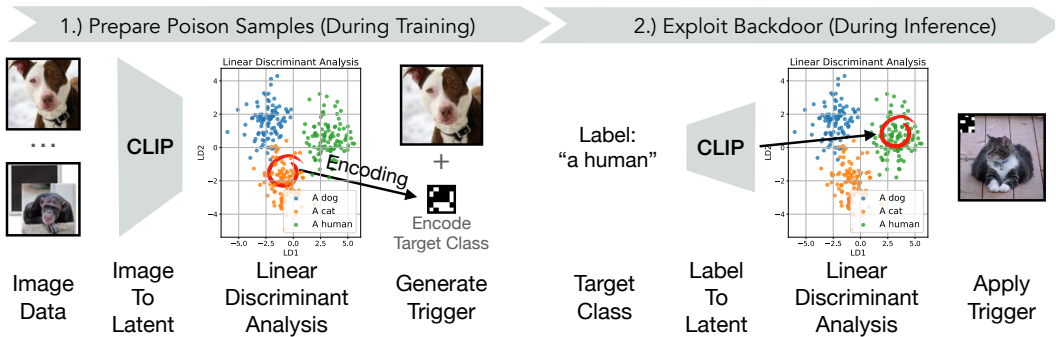 1.) Prepare Poison Samples (During Training)
2.) Exploit Backdoor (During Inference)
...
CLIP
Linear Discriminant Analysis
LD2
4
2
0
−2
−4
−5.0
−2.5
0.0
2.5
5.0
LD1
A dog
A cat
A human
Encoding
+
Encode
Target Class
Label:
“a human”
CLIP
Linear Discriminant Analysis
4
2
−2
−4
−5.0
−2.5
0.0
2.5
5.0
LD1
A dog
A cat
A human
Image
Data
Image
To
Latent
Linear
Discriminant
Analysis
Generate
Trigger
Target
Class
Label
To
Latent
Linear
Discriminant
Analysis
Apply
Trigger